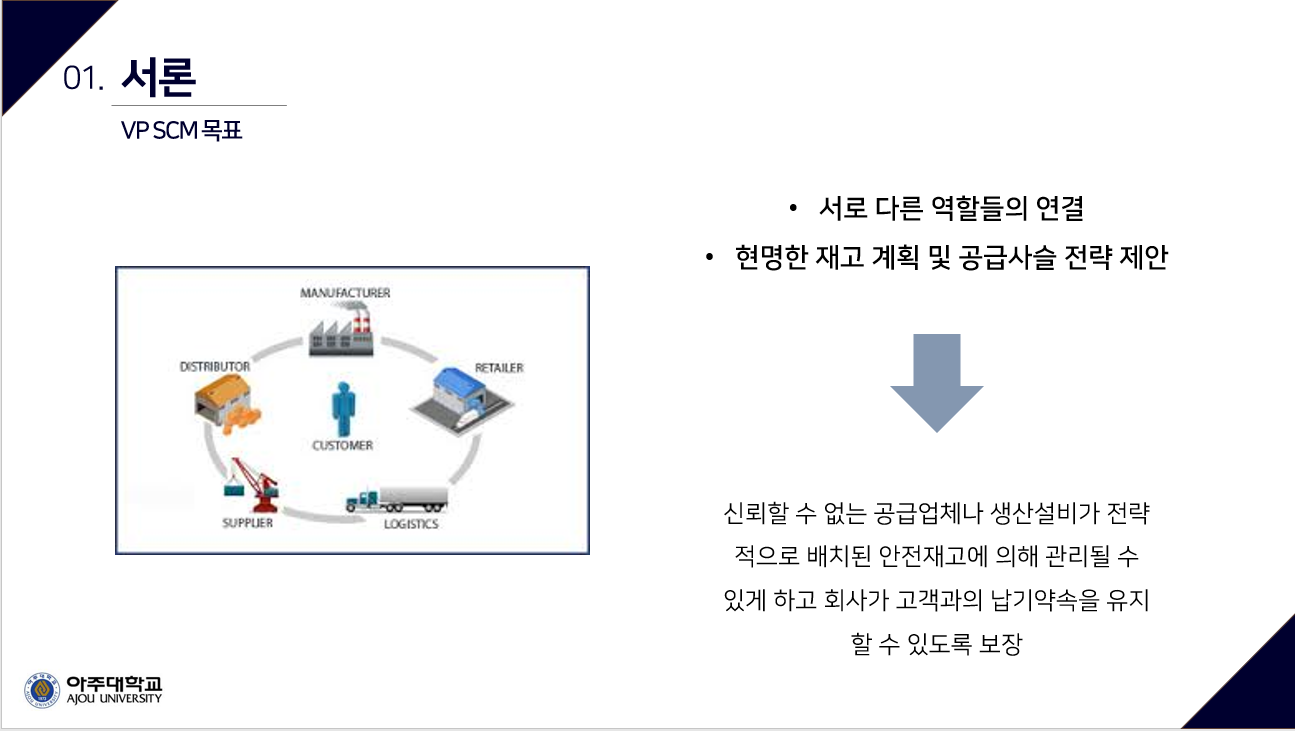 01. 서론
VP SCM 목표
• 서로 다른 역할들의 연결
• 현명한 재고 계획 및 공급사슬 전략 제안
MANUFACTURER
DISTRIBUTOR
RETAILER
CUSTOMER
SUPPLIER
LOGISTICS
신뢰할 수 없는 공급업체나 생산설비가 전략
적으로 배치된 안전재고에 의해 관리될 수
있게 하고 회사가 고객과의 납기약속을 유지
할 수 있도록 보장
아주대학교
AJOU UNIVERSITY